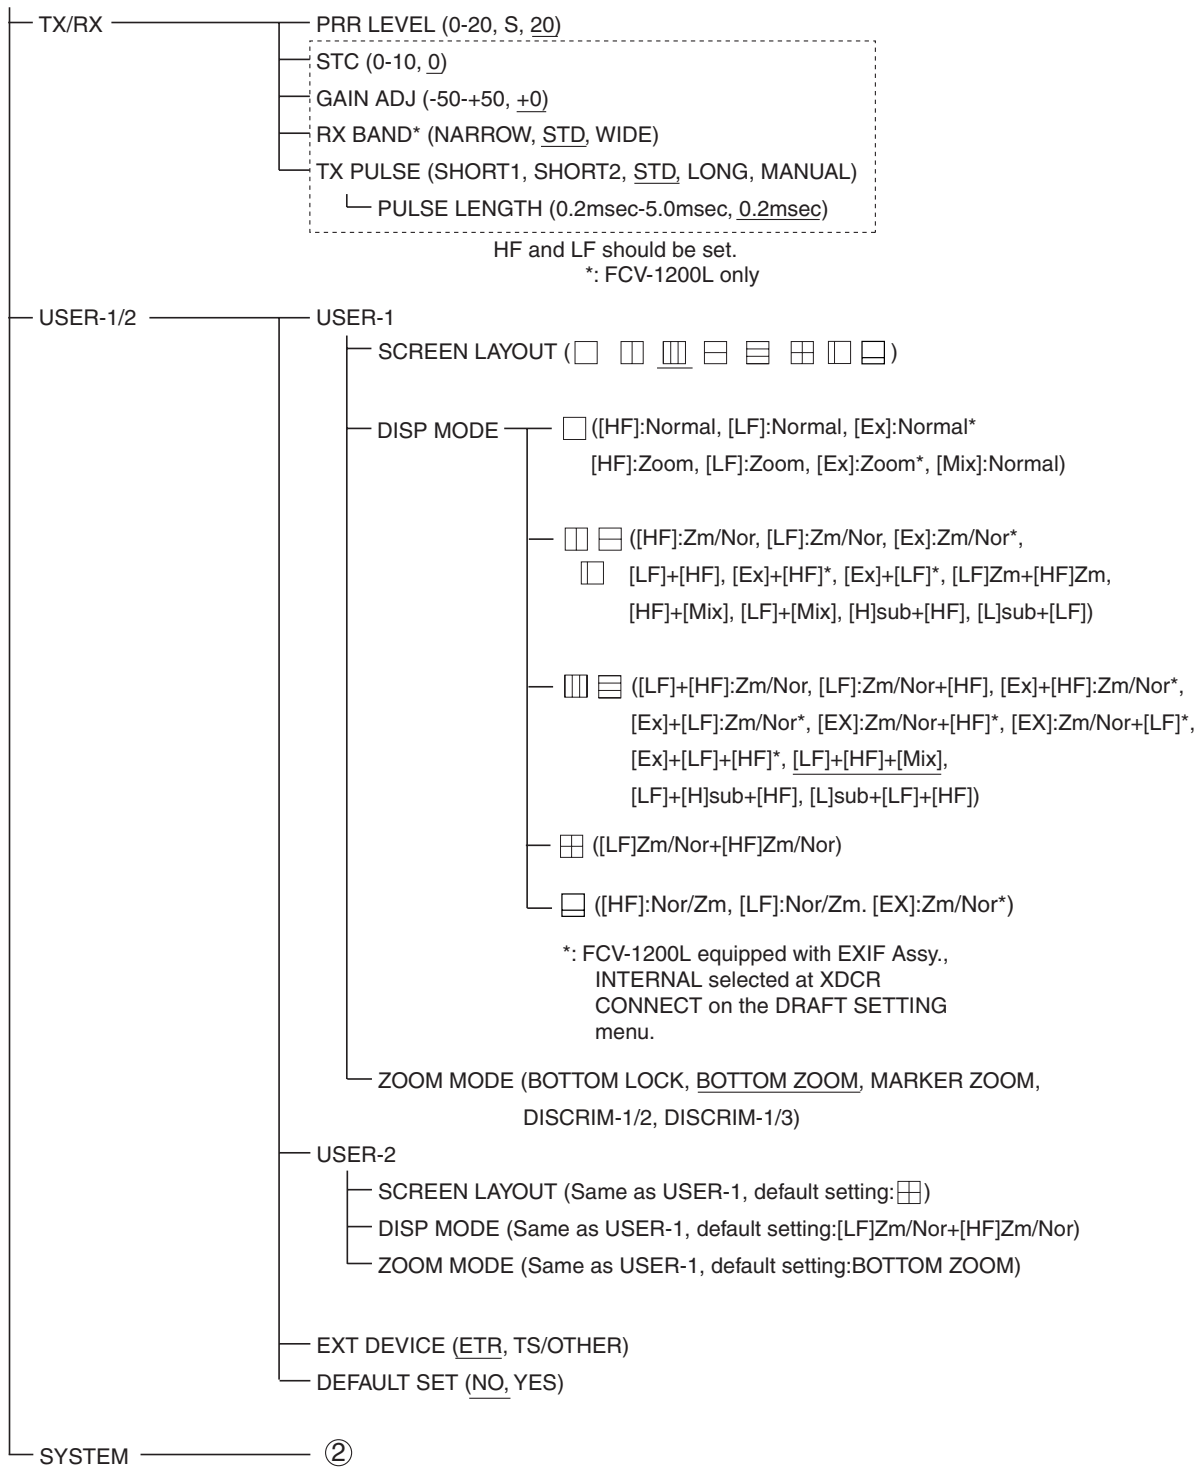 TX/RX
PRR LEVEL (0-20, S, 20)
STC (0-10, 0)
GAIN ADJ (-50-+50, +0)
RX BAND* (NARROW, STD, WIDE)
TX PULSE (SHORT1, SHORT2, STD, LONG, MANUAL)
PULSE LENGTH (0.2msec-5.0msec, 0.2msec)
HF and LF should be set.
*: FCV-1200L only
USER-1/2
USER-1
SCREEN LAYOUT ( )
DISP MODE
([HF]:Normal, [LF]:Normal, [Ex]:Normal*
[HF]:Zoom, [LF]:Zoom, [Ex]:Zoom*, [Mix]:Normal)
([HF]:Zm/Nor, [LF]:Zm/Nor, [Ex]:Zm/Nor*,
[LF]+[HF], [Ex]+[HF]*, [Ex]+[LF]*, [LF]Zm+[HF]Zm,
[HF]+[Mix], [LF]+[Mix], [H]sub+[HF], [L]sub+[LF])
([LF]+[HF]:Zm/Nor, [LF]:Zm/Nor+[HF], [Ex]+[HF]:Zm/Nor*,
[Ex]+[LF]:Zm/Nor*, [EX]:Zm/Nor+[HF]*, [EX]:Zm/Nor+[LF]*,
[Ex]+[LF]+[HF]*, [LF]+[HF]+[Mix],
[LF]+[H]sub+[HF], [L]sub+[LF]+[HF])
([LF]Zm/Nor+[HF]Zm/Nor)
([HF]:Nor/Zm, [LF]:Nor/Zm. [EX]:Zm/Nor*)
*: FCV-1200L equipped with EXIF Assy.,
INTERNAL selected at XDCR
CONNECT on the DRAFT SETTING
menu.
ZOOM MODE (BOTTOM LOCK, BOTTOM ZOOM, MARKER ZOOM,
DISCRIM-1/2, DISCRIM-1/3)
USER-2
SCREEN LAYOUT (Same as USER-1, default setting: )
DISP MODE (Same as USER-1, default setting:[LF]Zm/Nor+[HF]Zm/Nor)
ZOOM MODE (Same as USER-1, default setting:BOTTOM ZOOM)
EXT DEVICE (ETR, TS/OTHER)
DEFAULT SET (NO, YES)
SYSTEM
②